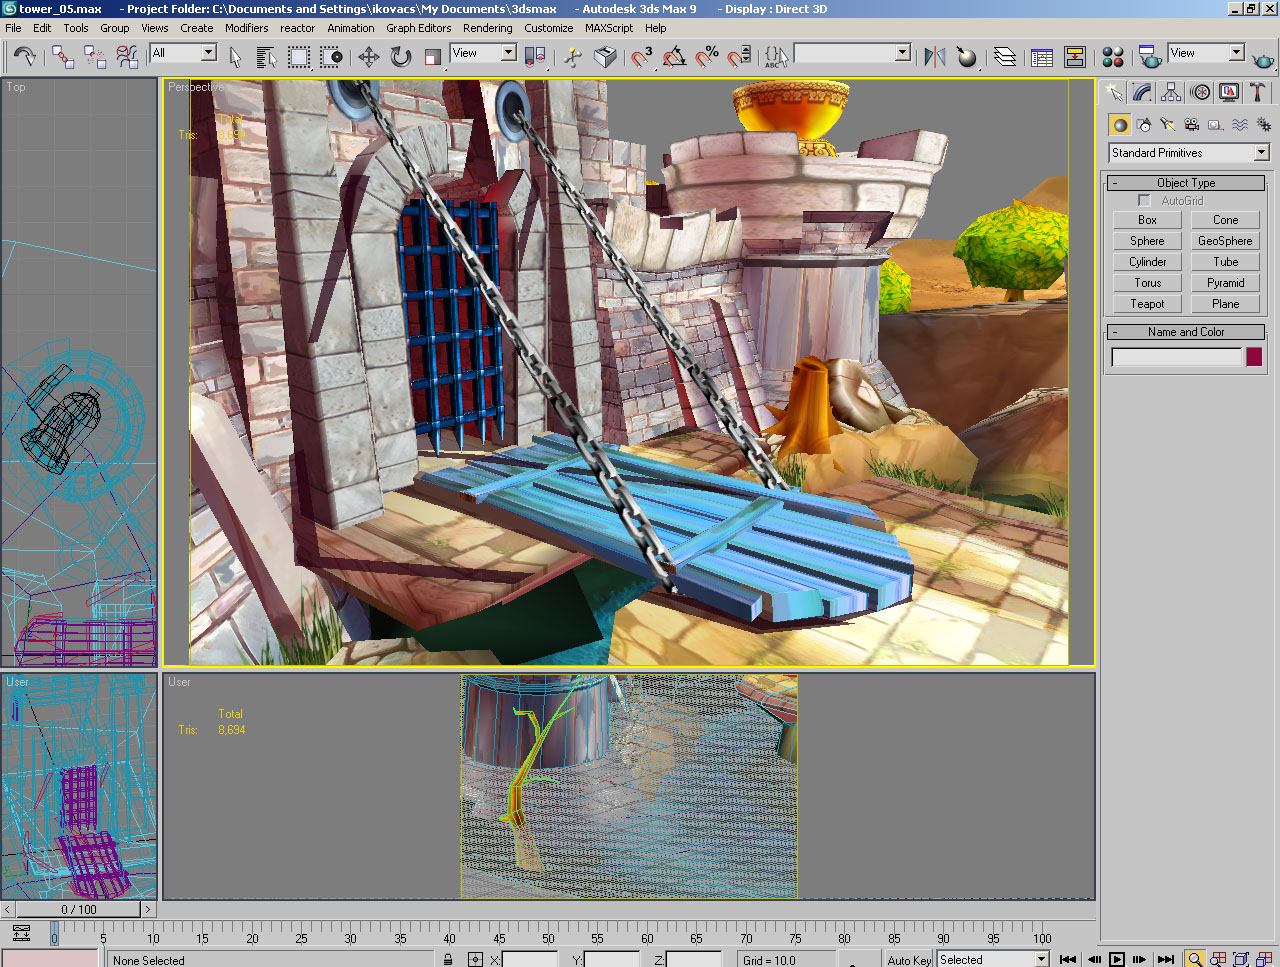 tower_05.max - Project Folder: C:\Documents and Settings\ikovacs\My Documents\3dsmax - Autodesk 3ds Max 9 - Display : Direct 3D
File Edit Tools Group Views Create Modifiers reactor Animation Graph Editors Rendering Customize MAXScript Help
All View 3 % ABC View
Top
Perspective
Total
Tris: 8,694
Standard Primitives
- Object Type
AutoGrid
Box Cone
Sphere GeoSphere
Cylinder Tube
Torus Pyramid
Teapot Plane
- Name and Color
User
User
Total
Tris: 8,694
< 0 / 100 >
0 5 10 15 20 25 30 35 40 45 50 55 60 65 70 75 80 85 90 95 100
None Selected X: Y: Z: Grid = 10.0 Auto Key Selected